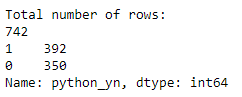 Total number of rows:
742
1    392
0    350
Name: python_yn, dtype: int64